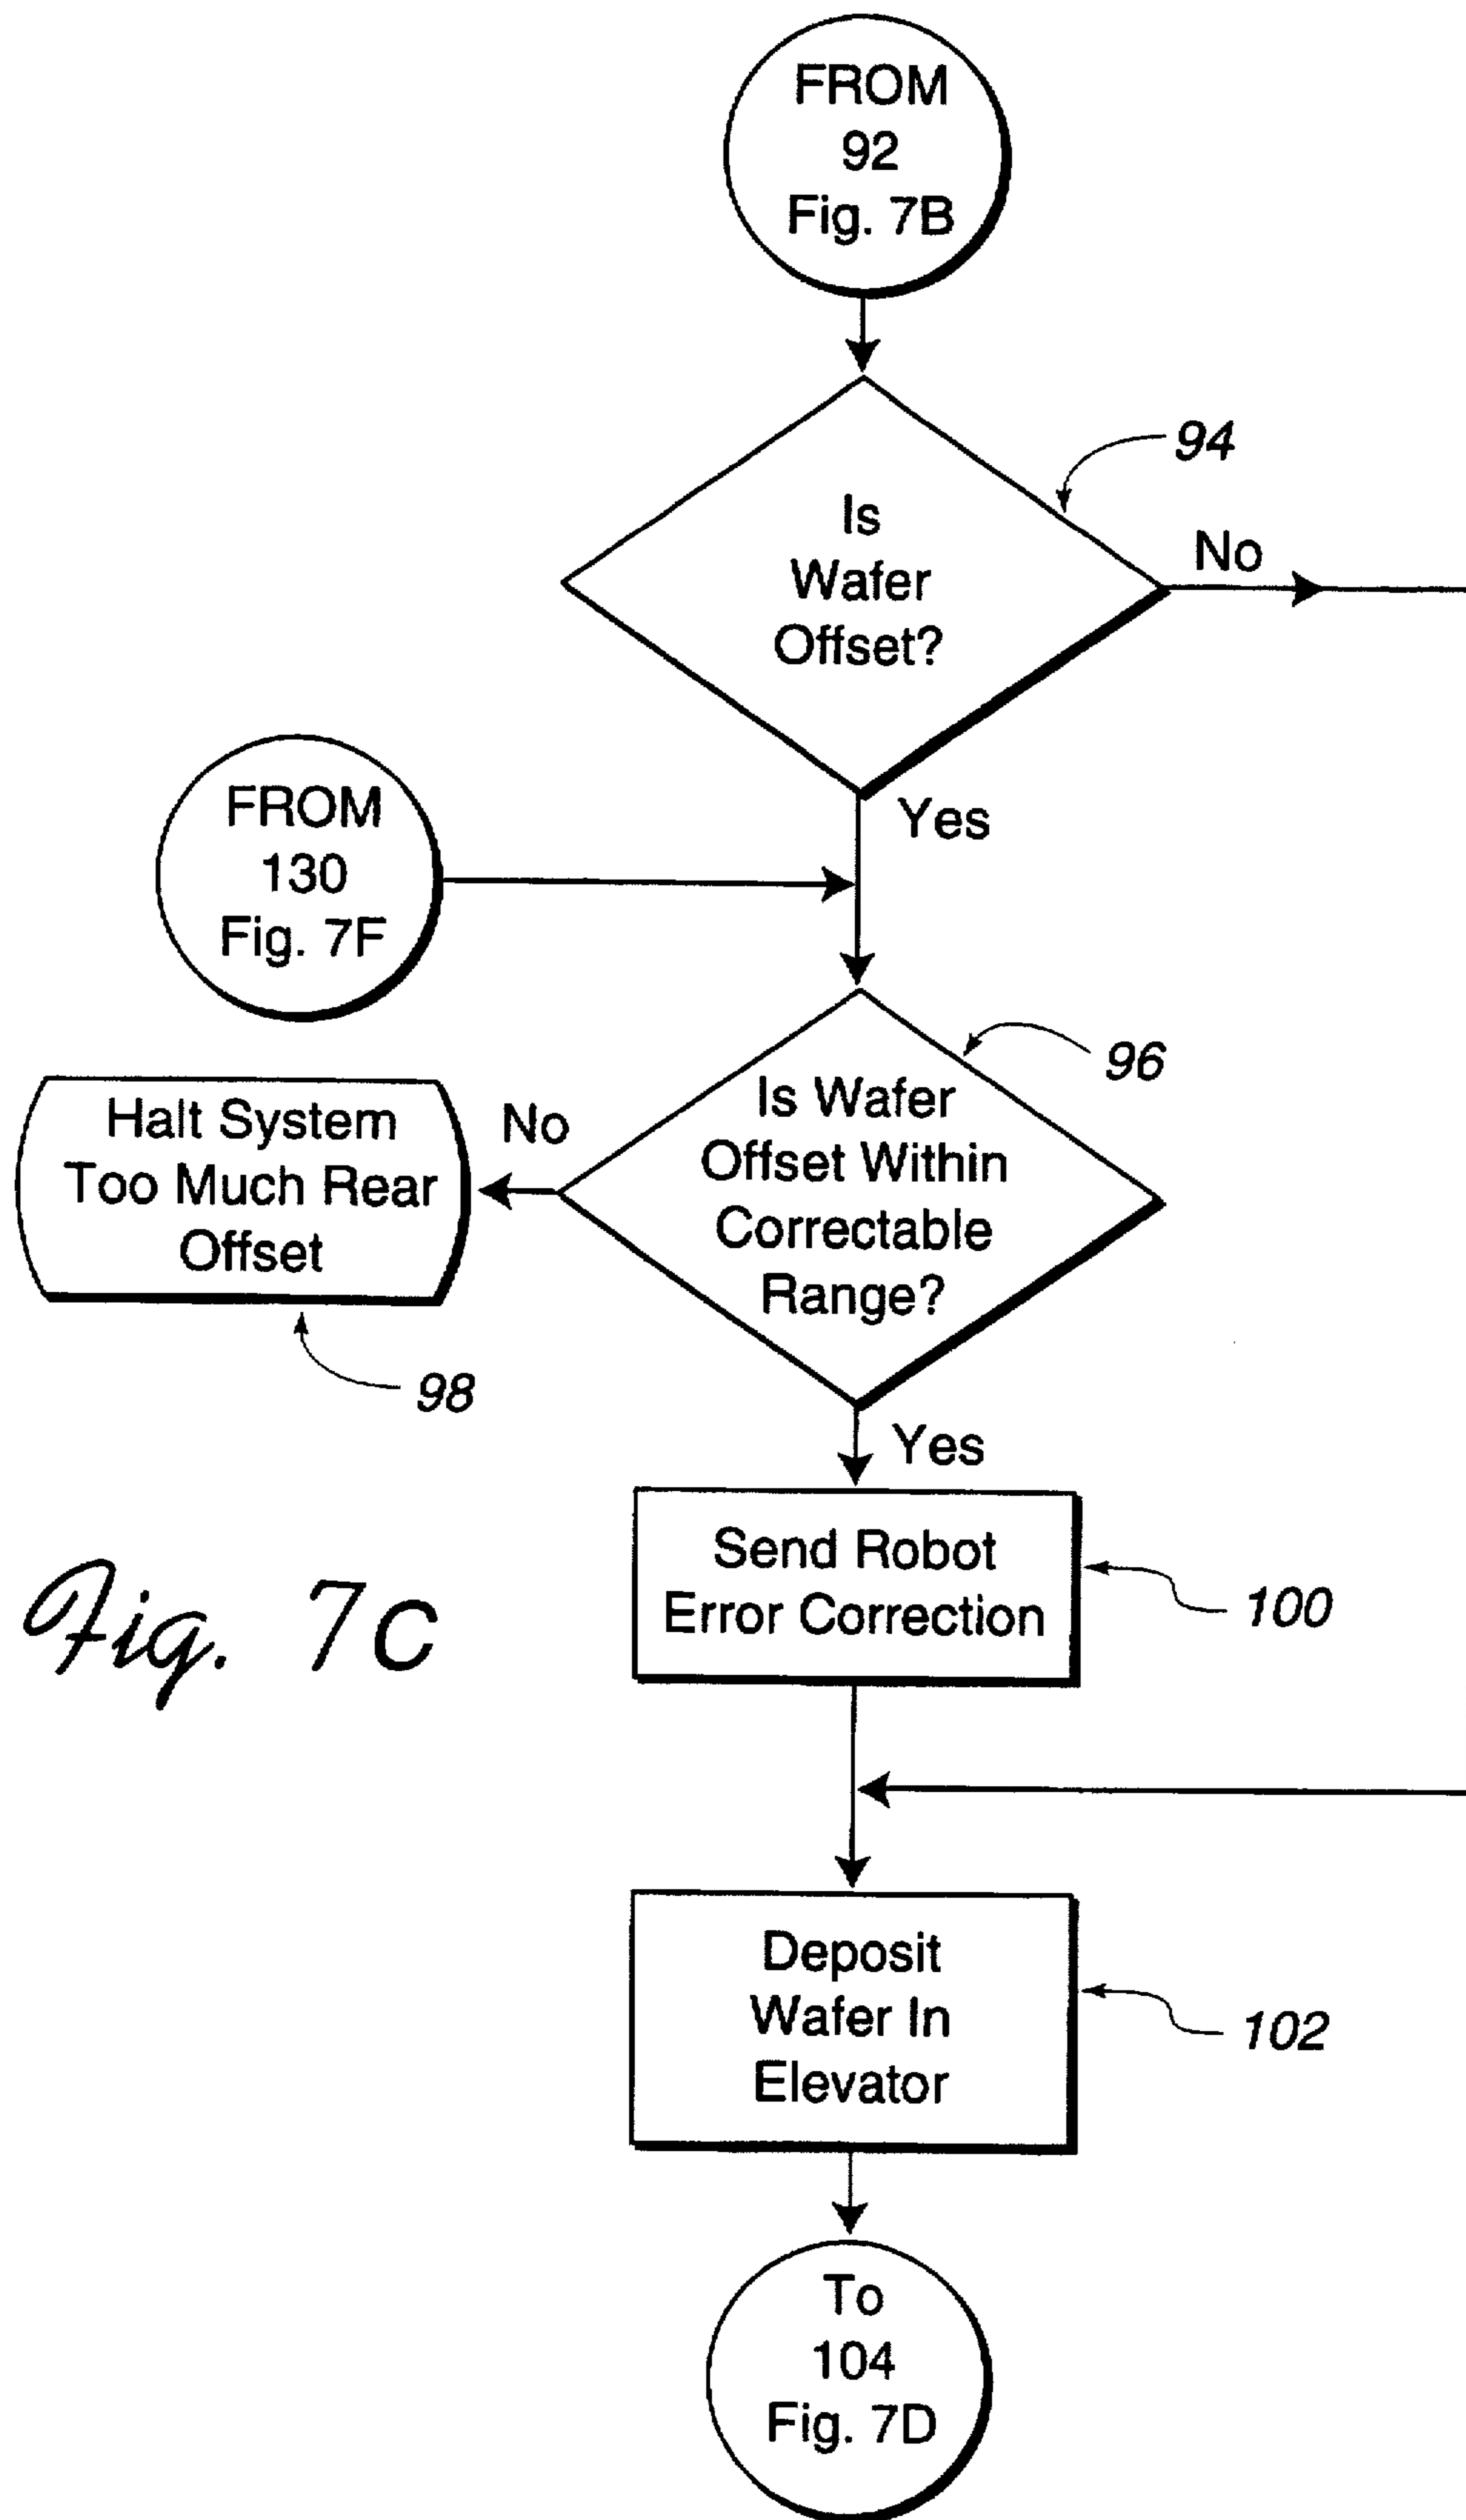 FROM
92
Fig. 7B
94
Is
Wafer
Offset?
No
Yes
FROM
130
Fig. 7F
96
Is Wafer
Offset Within
Correctable
Range?
No
Halt System
Too Much Rear
Offset
98
Yes
Send Robot
Error Correction
100
Fig. 7C
Deposit
Wafer In
Elevator
102
To
104
Fig. 7D